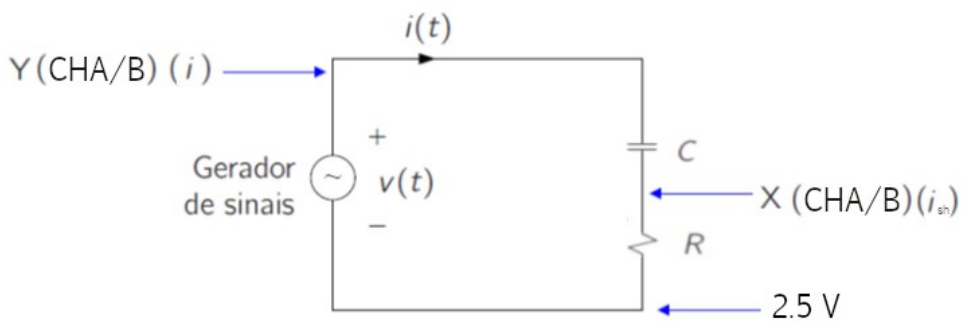 i(t)
Y (CHA/B) (i)
+
Gerador
de sinais
~
v(t)
−
C
X (CHA/B)(i_sh)
R
2.5 V